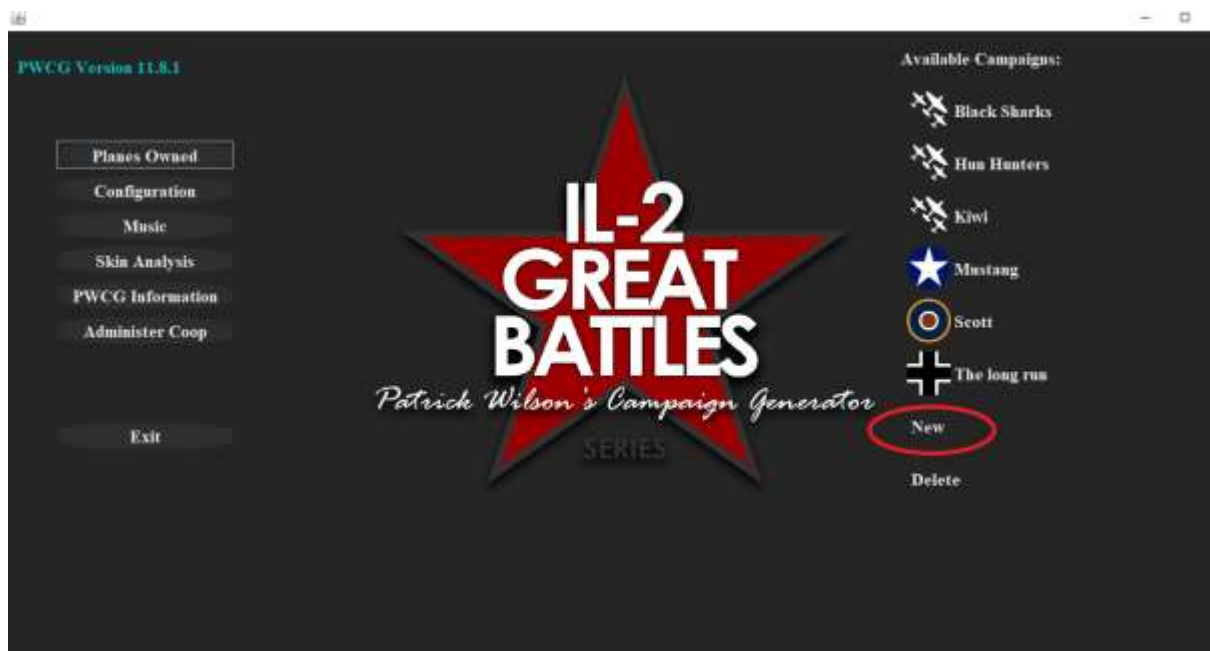 PWCG Version 11.8.1
Planes Owned
Configuration
Music
Skin Analysis
PWCG Information
Administer Coop
Exit
IL-2
GREAT
BATTLES
Patrick Wilson's Campaign Generator
SERIES
Available Campaigns:
Black Sharks
Hun Hunters
Kiwi
Mustang
Scott
The long run
New
Delete